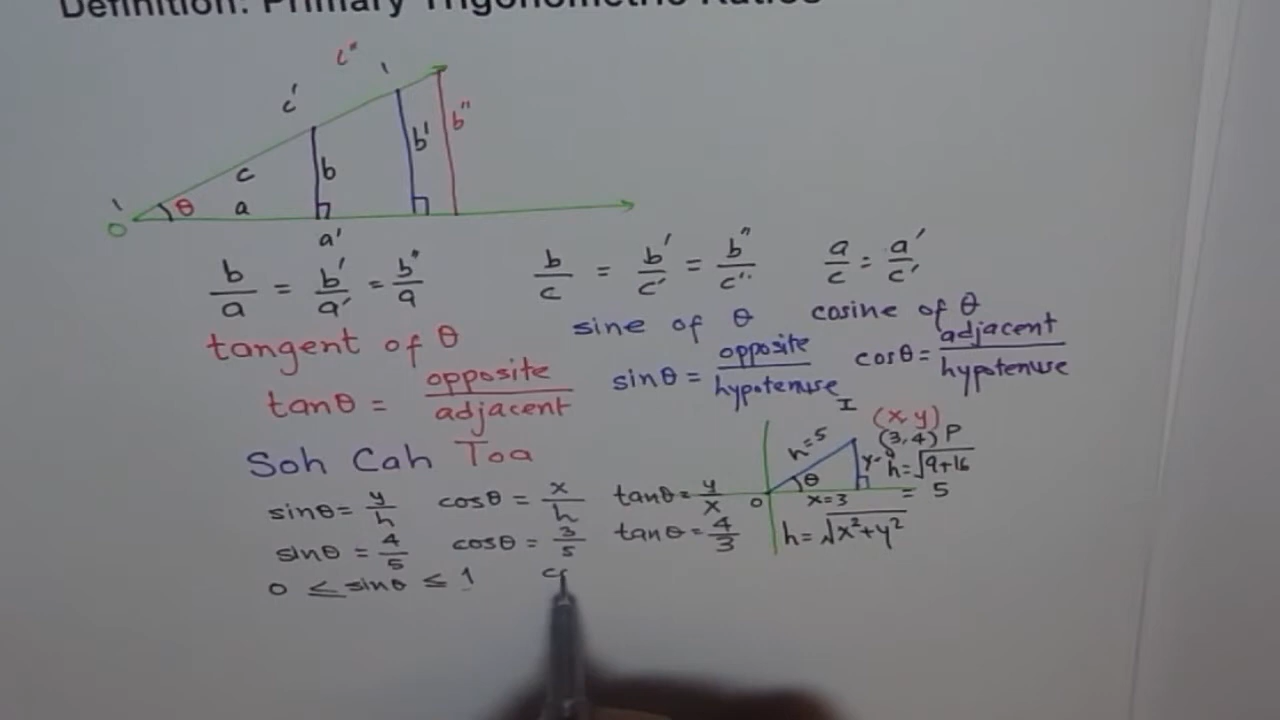 Definition: Primary Trigonometric Ratios
c"
c'
b"
b'
c
b
θ
a
O
a'
b/a = b'/a' = b"/a
b/c = b'/c' = b"/c"
a/c = a'/c'
tangent of θ
sine of θ
cosine of θ
tanθ = opposite/adjacent
sinθ = opposite/hypotenuse
cosθ = adjacent/hypotenuse
Soh Cah Toa
I
(x, y)
(3,4) P
h=5
h=√9+16
= 5
θ
O
x=3
h=√x²+y²
sinθ = y/h
cosθ = x/h
tanθ = y/x
sinθ = 4/5
cosθ = 3/5
tanθ = 4/3
0 ≤ sinθ ≤ 1